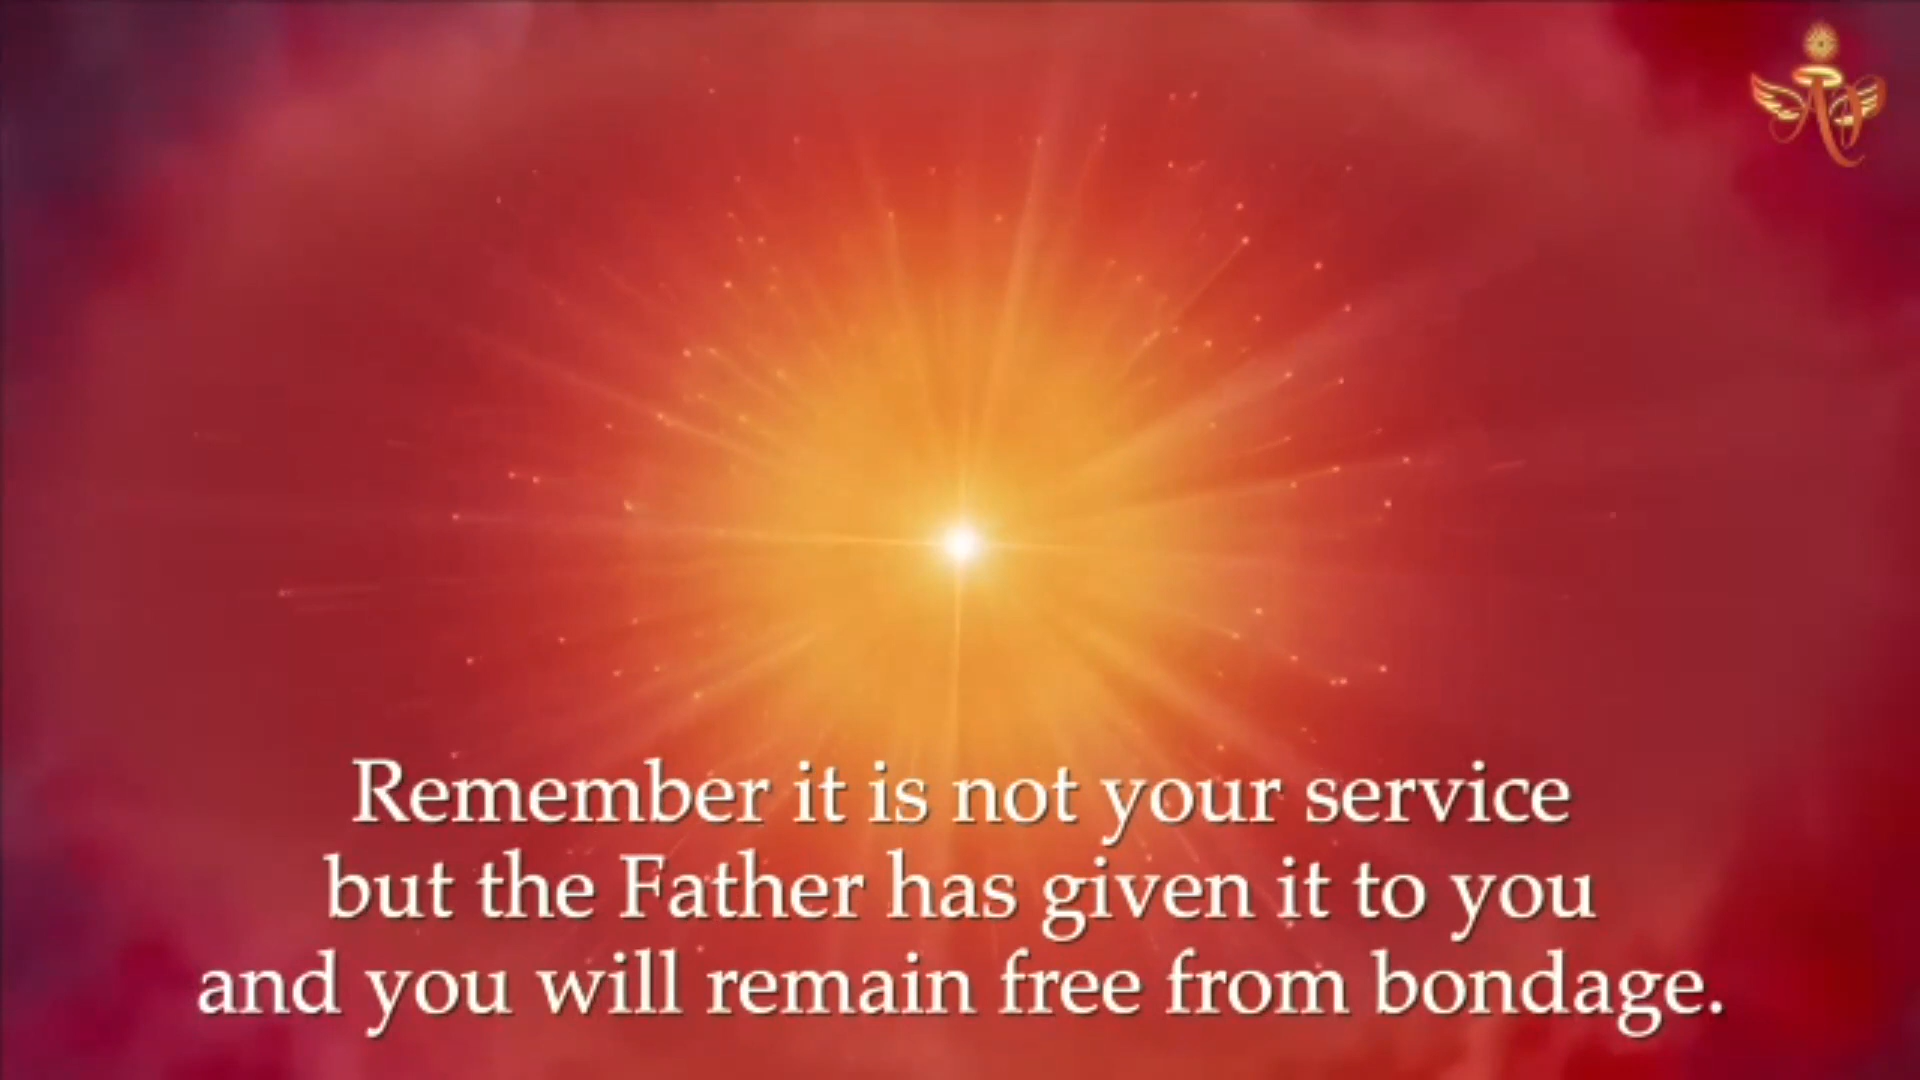 Remember it is not your service
but the Father has given it to you
and you will remain free from bondage.